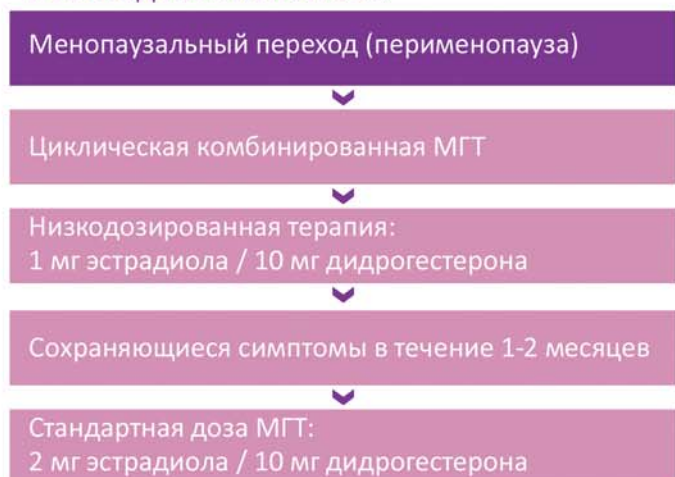 Менопаузальный переход (перименопауза)
Циклическая комбинированная МГТ
Низкодозированная терапия:
1 мг эстрадиола / 10 мг дидрогестерона
Сохраняющиеся симптомы в течение 1-2 месяцев
Стандартная доза МГТ:
2 мг эстрадиола / 10 мг дидрогестерона